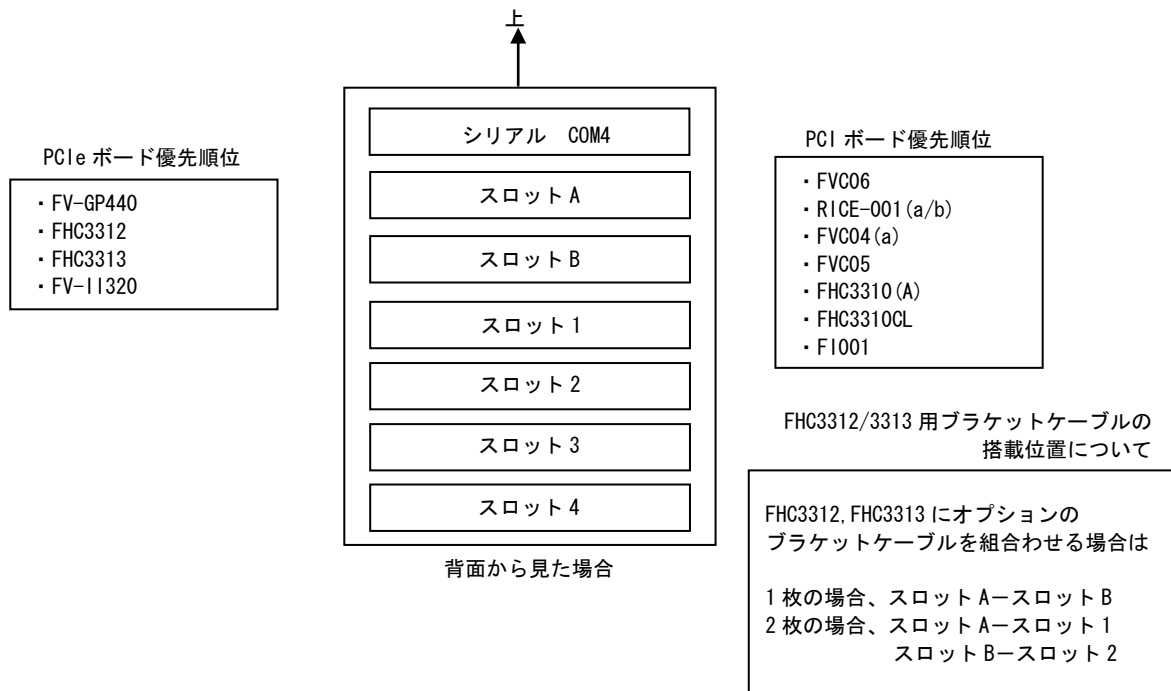 上
シリアル COM4
スロット A
スロット B
スロット 1
スロット 2
スロット 3
スロット 4
背面から見た場合
PCIe ボード優先順位
・FV-GP440
・FHC3312
・FHC3313
・FV-II320
PCI ボード優先順位
・FVC06
・RICE-001(a/b)
・FVC04(a)
・FVC05
・FHC3310(A)
・FHC3310CL
・FIO01
FHC3312/3313 用ブラケットケーブルの
搭載位置について
FHC3312,FHC3313 にオプションの
ブラケットケーブルを組合わせる場合は
1 枚の場合、スロット A－スロット B
2 枚の場合、スロット A－スロット 1
スロット B－スロット 2